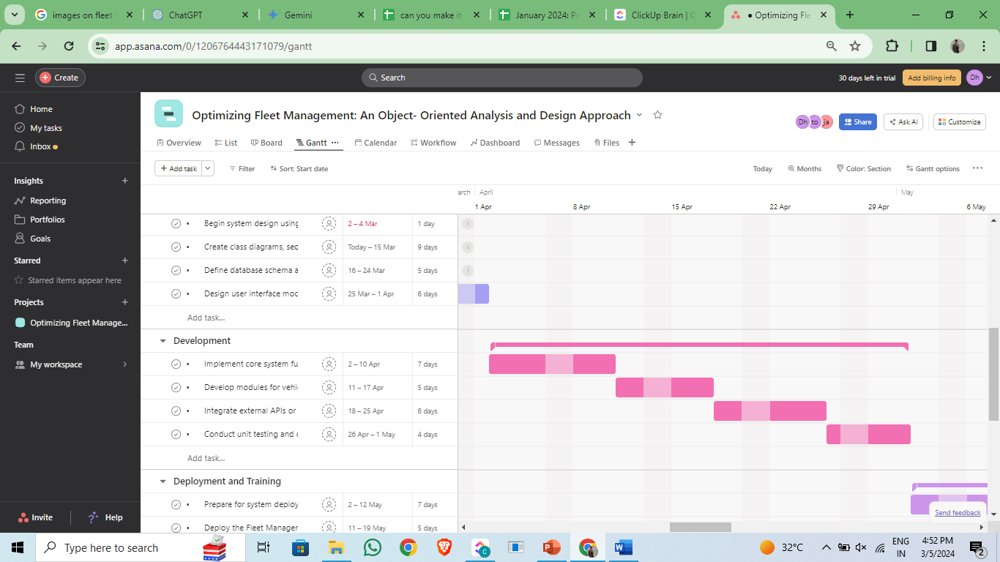 images on fleet
ChatGPT
Gemini
can you make it
January 2024: Pr
ClickUp Brain | C
• Optimizing Fle
app.asana.com/0/1206764443171079/gantt
Create
Search
30 days left in trial
Add billing info
Dh
Home
My tasks
Inbox
Insights
Reporting
Portfolios
Goals
Starred
Starred items appear here
Projects
Optimizing Fleet Manage...
Team
My workspace
Invite
Help
Optimizing Fleet Management: An Object- Oriented Analysis and Design Approach
Dh to ja
Share
Ask AI
Customize
Overview List Board Gantt ... Calendar Workflow Dashboard Messages Files
Add task Filter Sort: Start date
Today Months Color: Section Gantt options
arch April May
1 Apr 8 Apr 15 Apr 22 Apr 29 Apr 6 May
Begin system design using 2 – 4 Mar 1 day
Create class diagrams, seq Today – 15 Mar 9 days
Define database schema a 16 – 24 Mar 5 days
Design user interface moc 25 Mar – 1 Apr 6 days
Add task...
Development
Implement core system fu 2 – 10 Apr 7 days
Develop modules for vehi 11 – 17 Apr 5 days
Integrate external APIs or 18 – 25 Apr 6 days
Conduct unit testing and 26 Apr – 1 May 4 days
Add task...
Deployment and Training
Prepare for system deploy 2 – 12 May 7 days
Deploy the Fleet Manager 11 – 19 May 5 days
Send feedback
Type here to search
32°C
ENG
IN
4:52 PM
3/5/2024
2